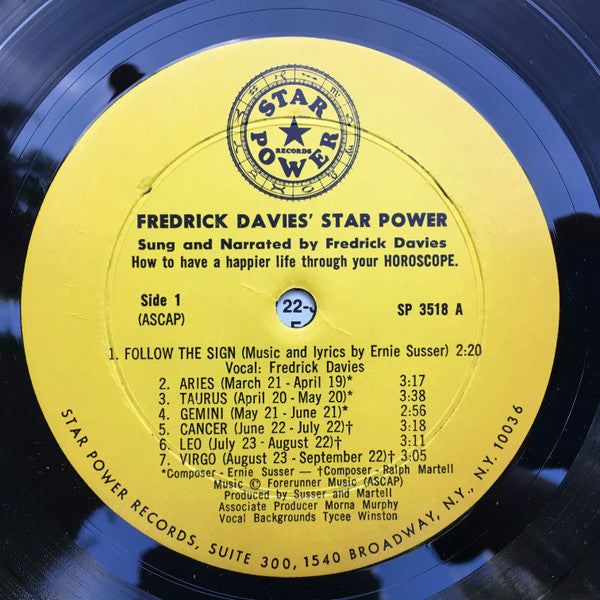 STAR
RECORDS
POWER
FREDRICK DAVIES' STAR POWER
Sung and Narrated by Fredrick Davies
How to have a happier life through your HOROSCOPE.
Side 1
(ASCAP)
22-
SP 3518 A
1. FOLLOW THE SIGN (Music and lyrics by Ernie Susser) 2:20
Vocal: Fredrick Davies
2. ARIES (March 21 - April 19)* 3:17
3. TAURUS (April 20 - May 20)* 3:38
4. GEMINI (May 21 - June 21)* 2:56
5. CANCER (June 22 - July 22)† 3:18
6. LEO (July 23 - August 22)† 3:11
7. VIRGO (August 23 - September 22)† 3:05
*Composer - Ernie Susser — †Composer - Ralph Martell
Music © Forerunner Music (ASCAP)
Produced by Susser and Martell
Associate Producer Morna Murphy
Vocal Backgrounds Tycee Winston
STAR POWER RECORDS, SUITE 300, 1540 BROADWAY, N.Y., N.Y. 10036